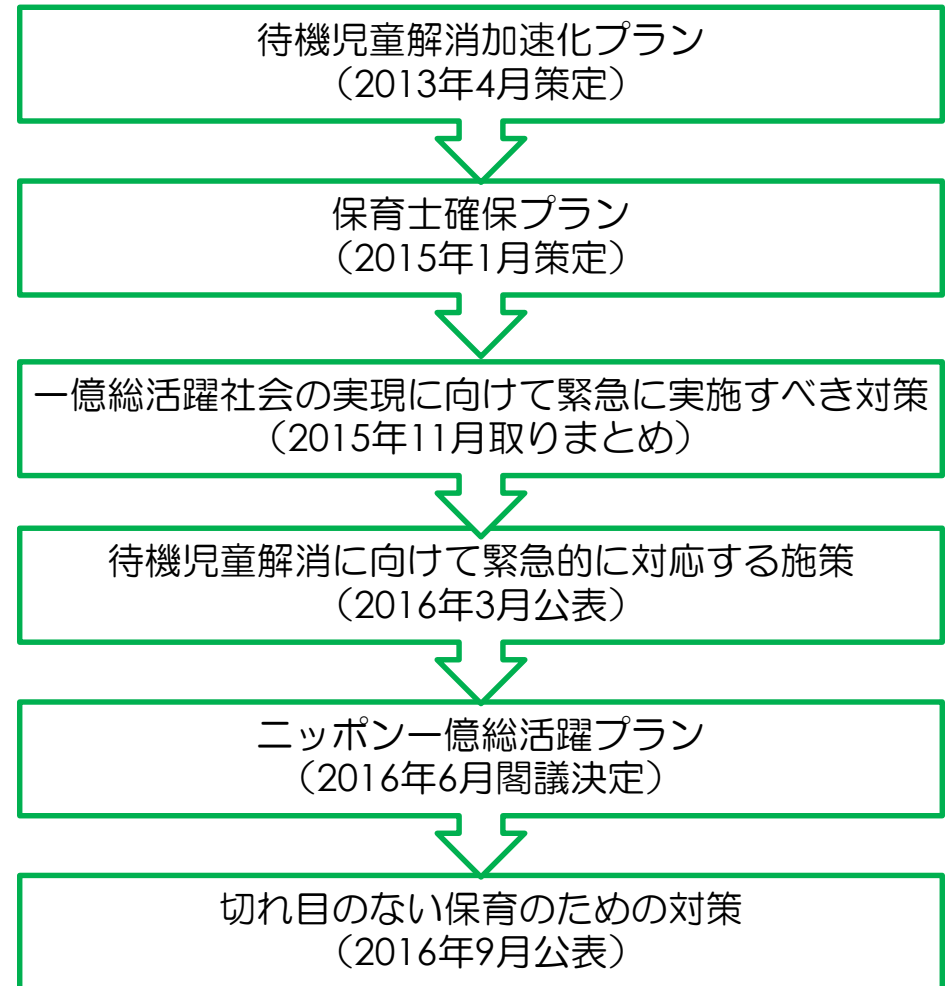 待機児童解消加速化プラン
（2013年4月策定）
保育士確保プラン
（2015年1月策定）
一億総活躍社会の実現に向けて緊急に実施すべき対策
（2015年11月取りまとめ）
待機児童解消に向けて緊急的に対応する施策
（2016年3月公表）
ニッポン一億総活躍プラン
（2016年6月閣議決定）
切れ目のない保育のための対策
（2016年9月公表）